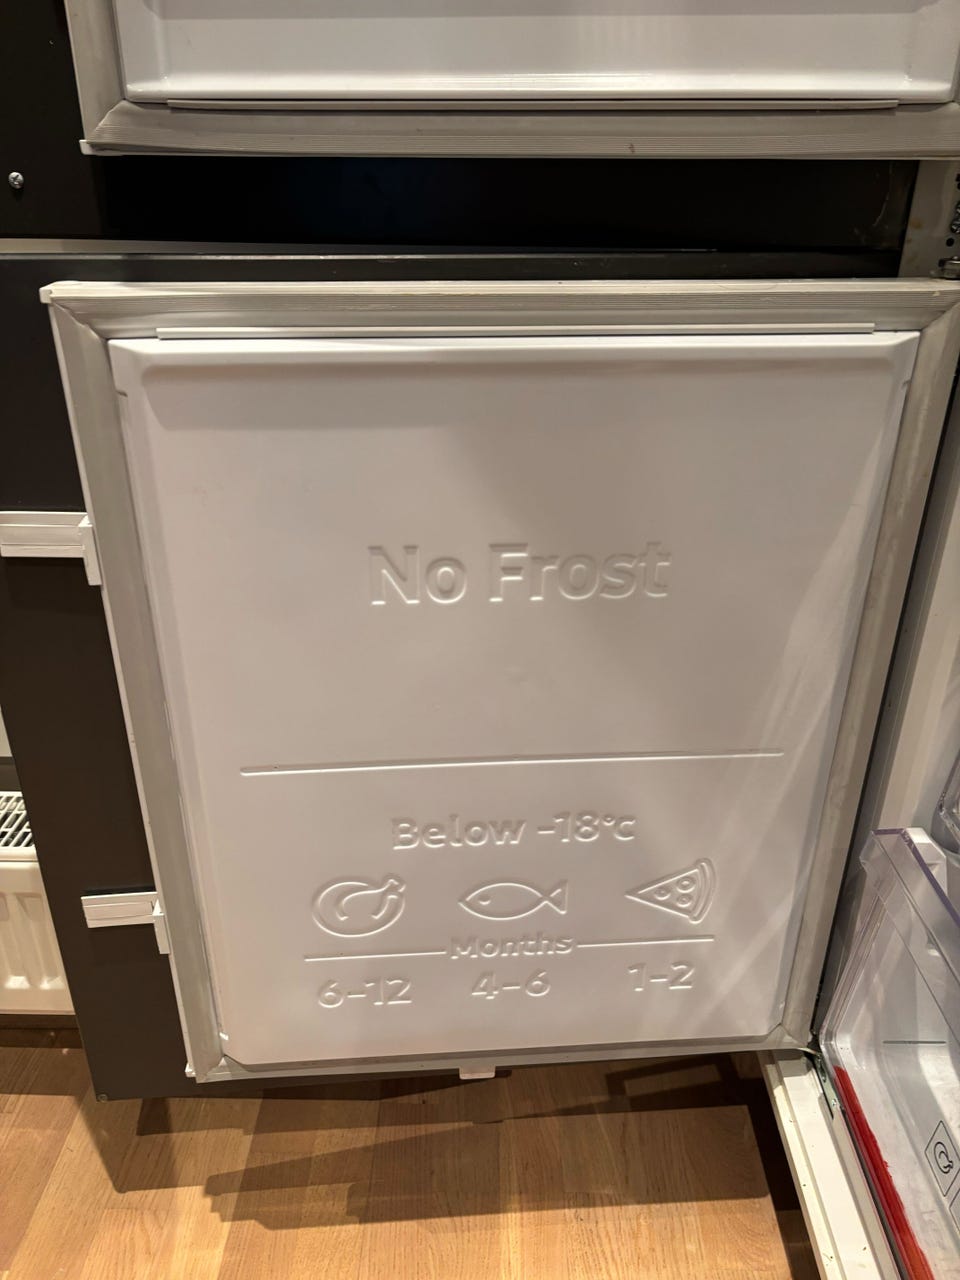 No Frost
Below -18°C
Months
6-12 4-6 1-2